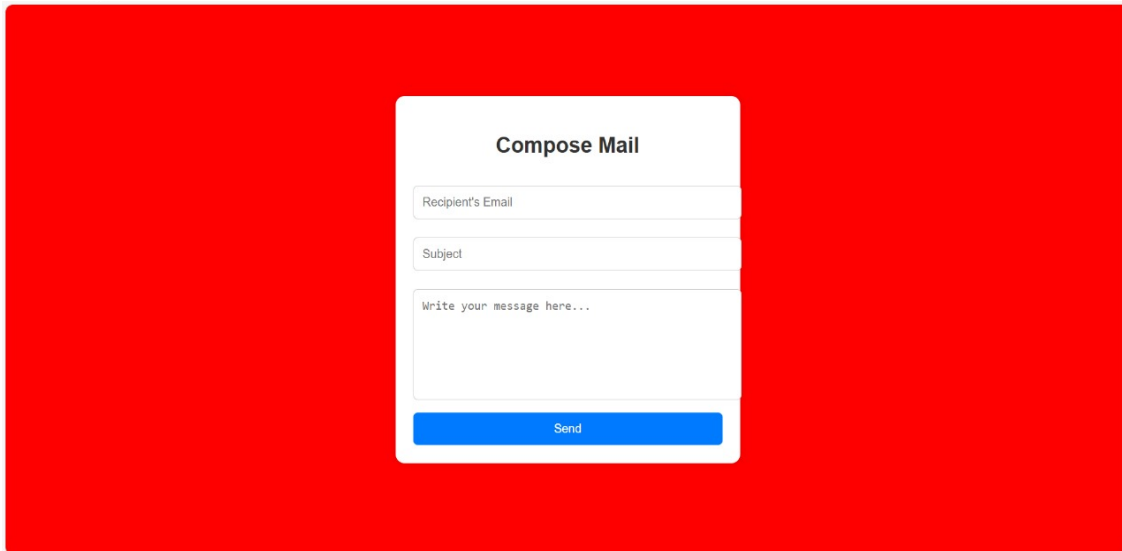 Compose Mail
Recipient's Email
Subject
Write your message here...
Send